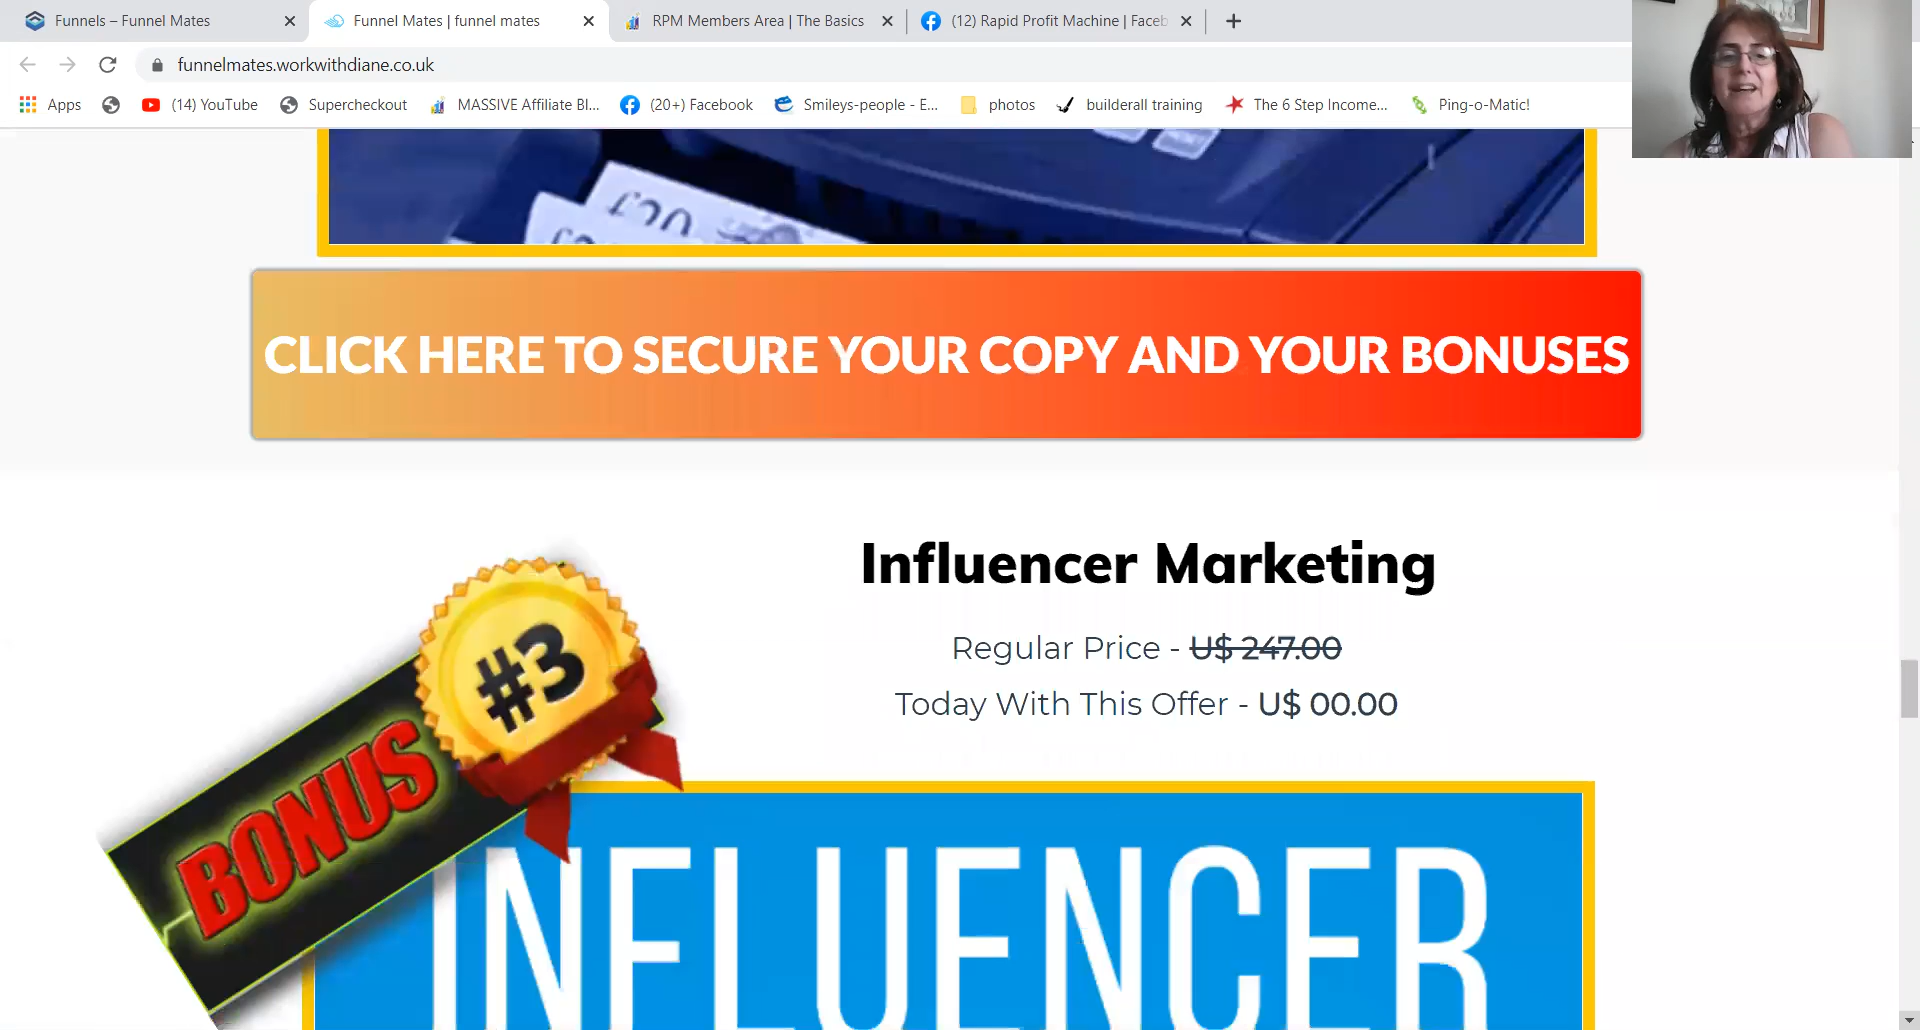 Funnels – Funnel Mates
Funnel Mates | funnel mates
RPM Members Area | The Basics
(12) Rapid Profit Machine | Faceb
funnelmates.workwithdiane.co.uk
Apps
(14) YouTube
Supercheckout
MASSIVE Affiliate Bl...
(20+) Facebook
Smileys-people - E...
photos
builderall training
The 6 Step Income...
Ping-o-Matic!
£20
CLICK HERE TO SECURE YOUR COPY AND YOUR BONUSES
Influencer Marketing
Regular Price - U$ 247.00
Today With This Offer - U$ 00.00
#3
BONUS
INFLUENCER